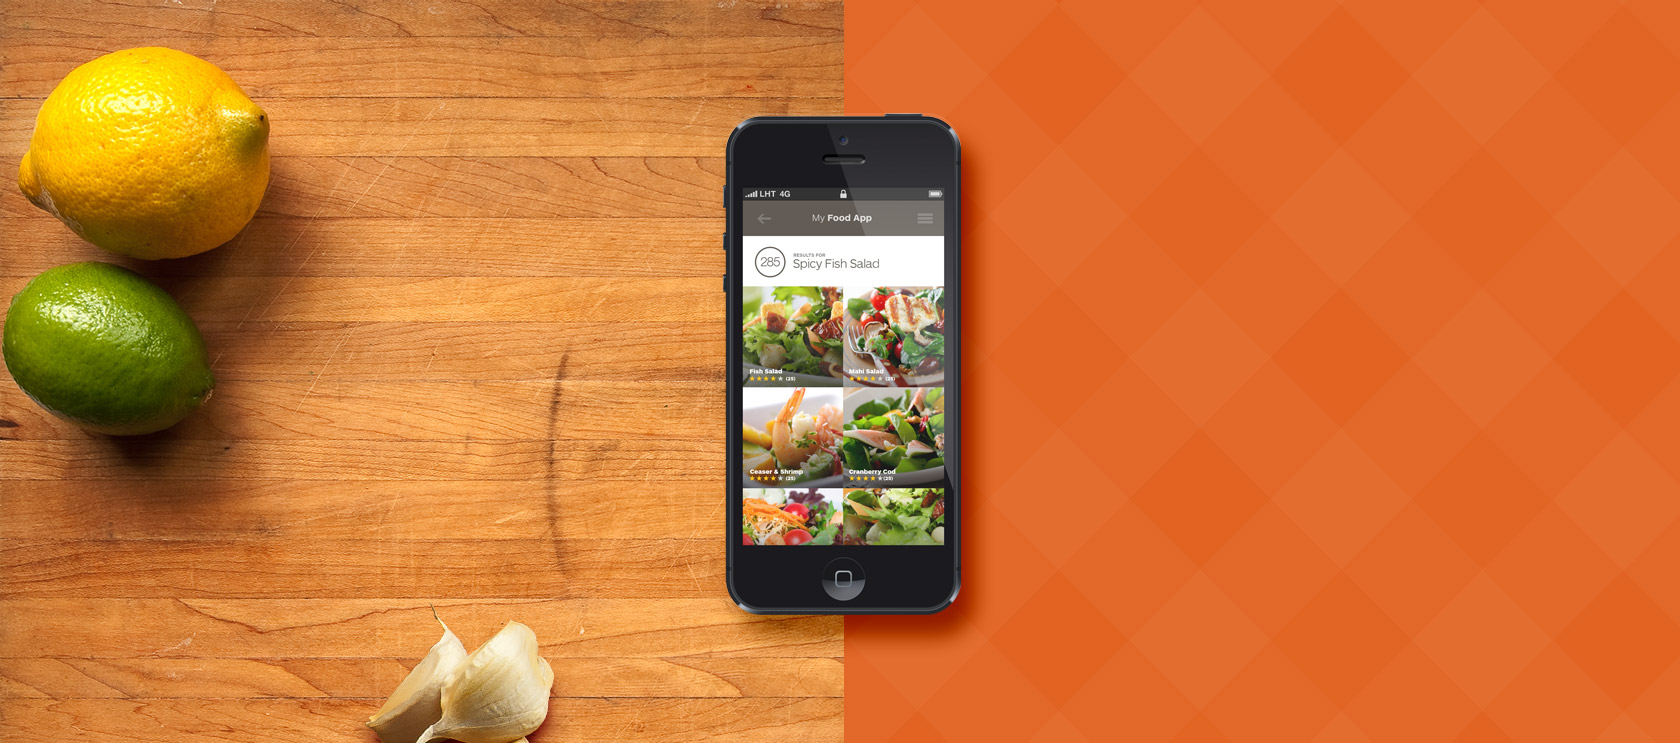 LHT 4G
My Food App
285
RESULTS FOR
Spicy Fish Salad
Fish Salad
(25)
Mahi Salad
(25)
Ceaser & Shrimp
(25)
Cranberry Cod
(25)